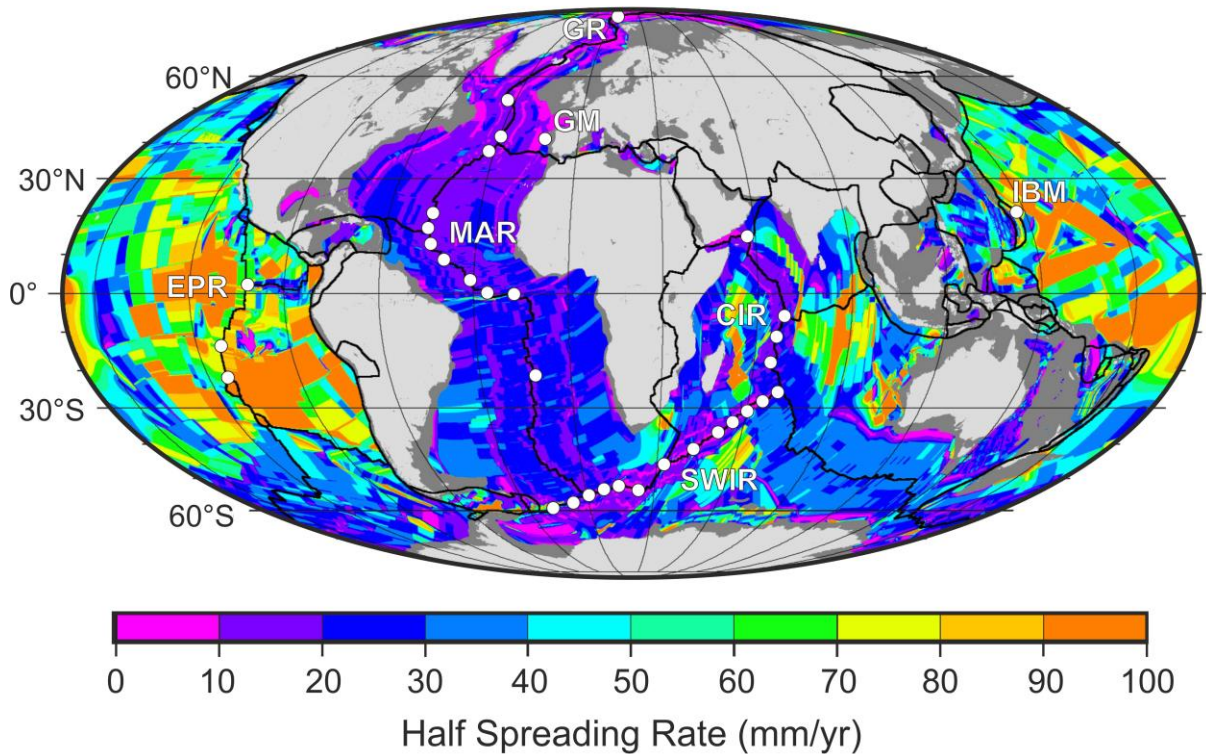 GR
60°N
GM
30°N
IBM
MAR
EPR
0°
CIR
30°S
SWIR
60°S
0 10 20 30 40 50 60 70 80 90 100
Half Spreading Rate (mm/yr)